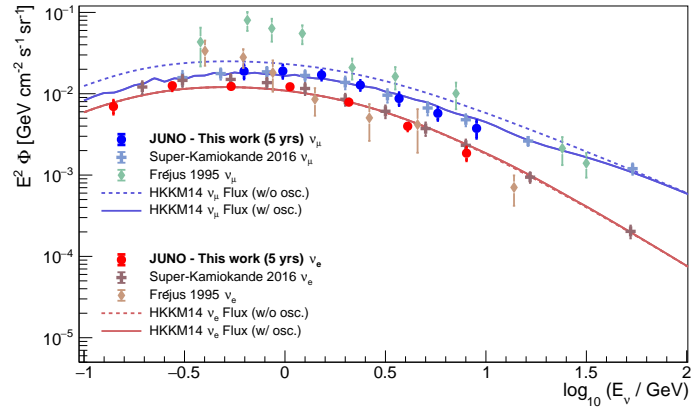 10⁻¹
10⁻²
10⁻³
10⁻⁴
10⁻⁵
E² Φ [GeV cm⁻² s⁻¹ sr⁻¹]
JUNO - This work (5 yrs) νμ
Super-Kamiokande 2016 νμ
Frejus 1995 νμ
HKKM14 νμ Flux (w/o osc.)
HKKM14 νμ Flux (w/ osc.)
JUNO - This work (5 yrs) νe
Super-Kamiokande 2016 νe
Frejus 1995 νe
HKKM14 νe Flux (w/o osc.)
HKKM14 νe Flux (w/ osc.)
−1 −0.5 0 0.5 1 1.5 2
log₁₀ (Eν / GeV)